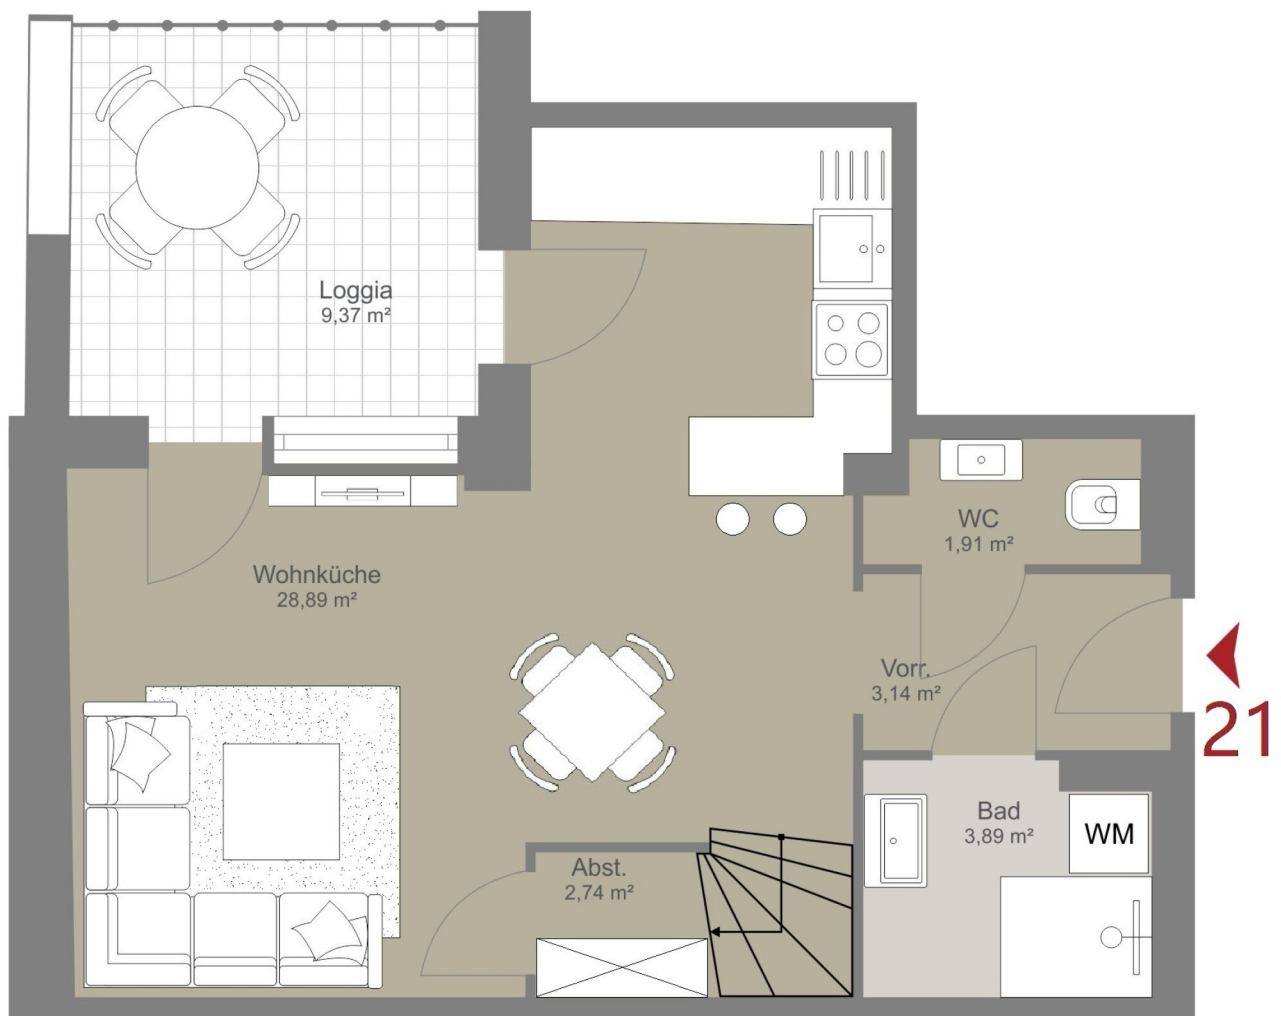 Loggia
9,37 m²
WC
1,91 m²
Wohnküche
28,89 m²
Vorr.
3,14 m²
21
Bad
3,89 m²
WM
Abst.
2,74 m²